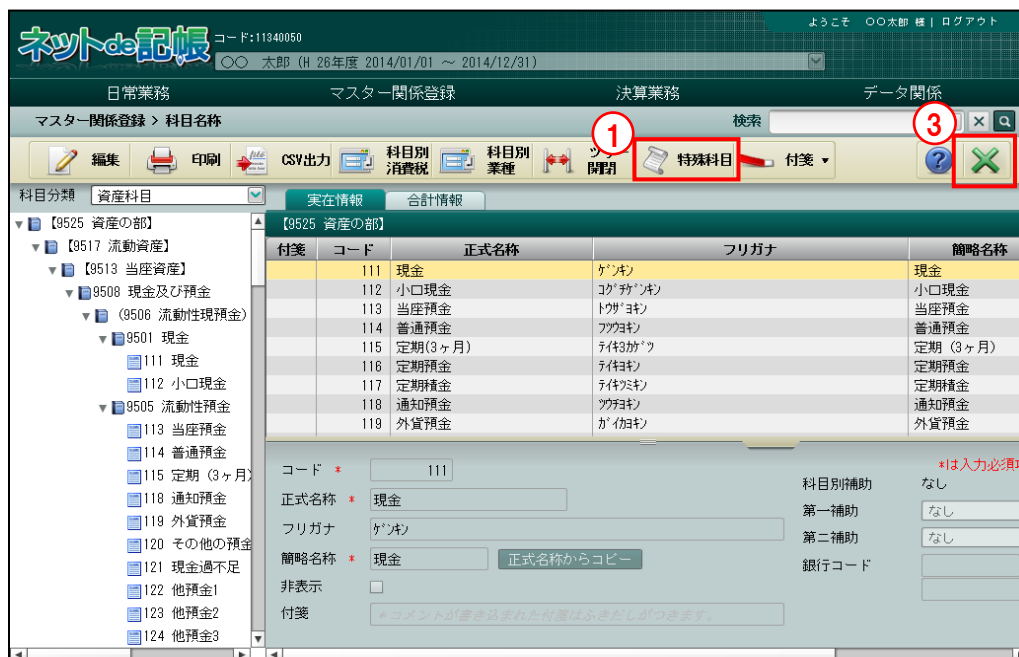 ようこそ 〇〇太郎 様 | ログアウト
ネットde記帳 コード:11340050
〇〇 太郎 (H 26年度 2014/01/01 ～ 2014/12/31)
日常業務 マスター関係登録 決算業務 データ関係
マスター関係登録 > 科目名称 検索
① ③
編集 印刷 CSV出力 科目別消費税 科目別業種 開閉 特殊科目 付箋
科目分類 資産科目
実在情報 合計情報
【9525 資産の部】
【9517 流動資産】
【9513 当座資産】
9508 現金及び預金
(9506 流動性現預金)
9501 現金
111 現金
112 小口現金
9505 流動性預金
113 当座預金
114 普通預金
115 定期 (3ヶ月)
118 通知預金
119 外貨預金
120 その他の預金
121 現金過不足
122 他預金1
123 他預金2
124 他預金3
【9525 資産の部】
付箋 コード 正式名称 フリガナ 簡略名称
111 現金 ｹﾞﾝｷﾝ 現金
112 小口現金 ｺｸﾞﾁｹﾞﾝｷﾝ 小口現金
113 当座預金 ﾄｳｻﾞﾖｷﾝ 当座預金
114 普通預金 ﾌﾂｳﾖｷﾝ 普通預金
115 定期(3ヶ月) ﾃｲｷ3ｶｹﾞﾂ 定期 (3ヶ月)
116 定期預金 ﾃｲｷﾖｷﾝ 定期預金
117 定期積金 ﾃｲｷﾂﾐｷﾝ 定期積金
118 通知預金 ﾂｳﾁﾖｷﾝ 通知預金
119 外貨預金 ｶﾞｲｶﾖｷﾝ 外貨預金
*は入力必須項
コード * 111
正式名称 * 現金
フリガナ ｹﾞﾝｷﾝ
簡略名称 * 現金 正式名称からコピー
非表示
付箋 *コメントが書き込まれた付箋はふきだしがつきます。
科目別補助 なし
第一補助 なし
第二補助 なし
銀行コード